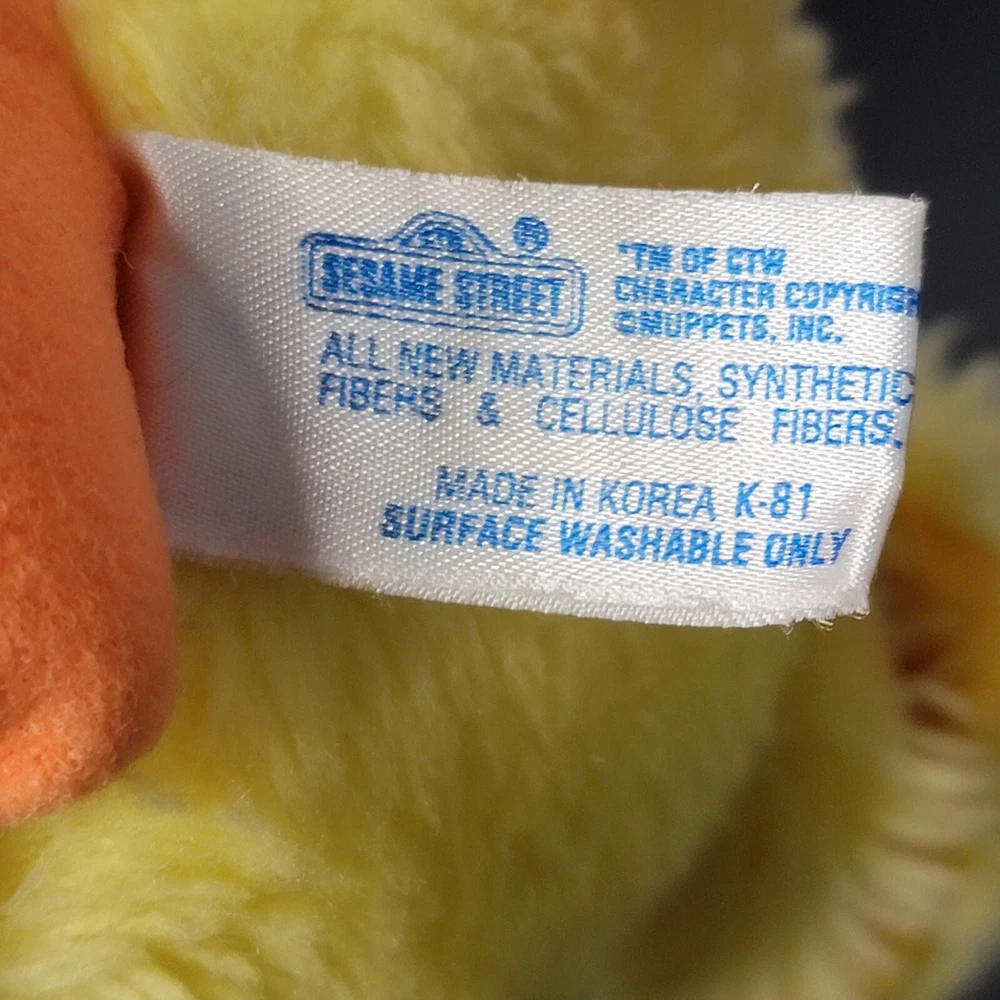 SESAME STREET
"TM OF CTW
CHARACTER COPYRIGH
©MUPPETS, INC.
ALL NEW MATERIALS, SYNTHETIC
FIBERS & CELLULOSE FIBERS.
MADE IN KOREA K-81
SURFACE WASHABLE ONLY